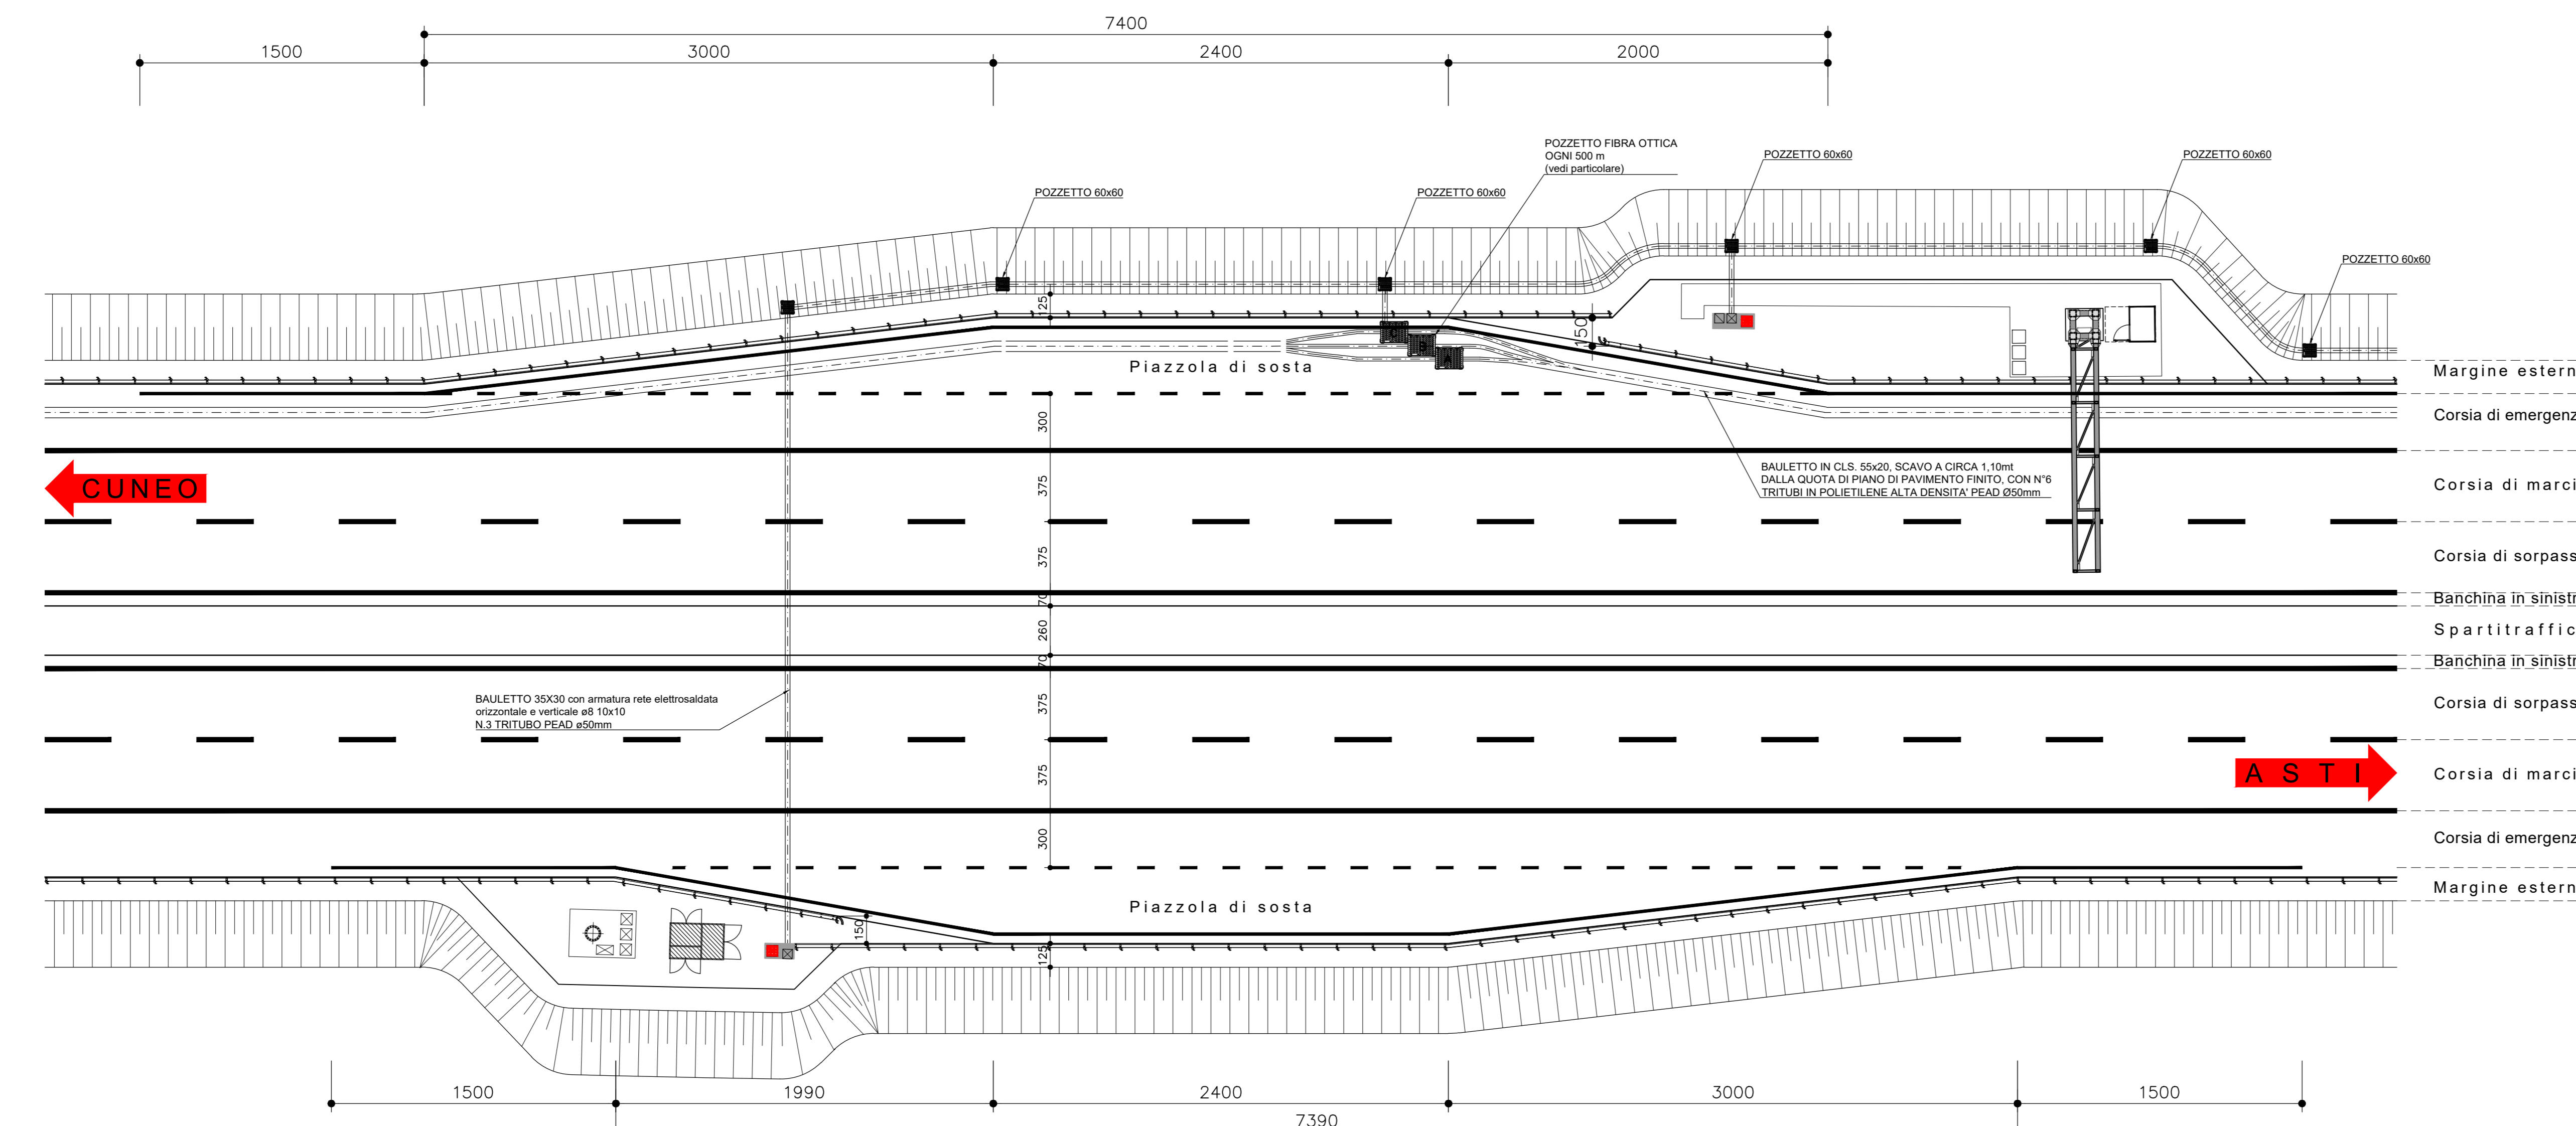 7400
1500
3000
2400
2000
POZZETTO FIBRA OTTICA
OGNI 500 m
(vedi particolare)
POZZETTO 60x60
POZZETTO 60x60
POZZETTO 60x60
POZZETTO 60x60
POZZETTO 60x60
125
150
C
B
A
Piazzola di sosta
Margine estern
300
Corsia di emergenz
BAULETTO IN CLS. 55x20, SCAVO A CIRCA 1,10mt
DALLA QUOTA DI PIANO DI PAVIMENTO FINITO, CON N°6
TRITUBI IN POLIETILENE ALTA DENSITA' PEAD Ø50mm
CUNEO
375
Corsia di marci
375
Corsia di sorpass
70
Banchina in sinistr
260
Spartitraffic
70
Banchina in sinistr
BAULETTO 35X30 con armatura rete elettrosaldata
orizzontale e verticale ø8 10x10
N.3 TRITUBO PEAD ø50mm
375
Corsia di sorpass
375
ASTI
Corsia di marci
300
Corsia di emergenz
Margine estern
Piazzola di sosta
150
125
1500
1990
2400
3000
1500
7390